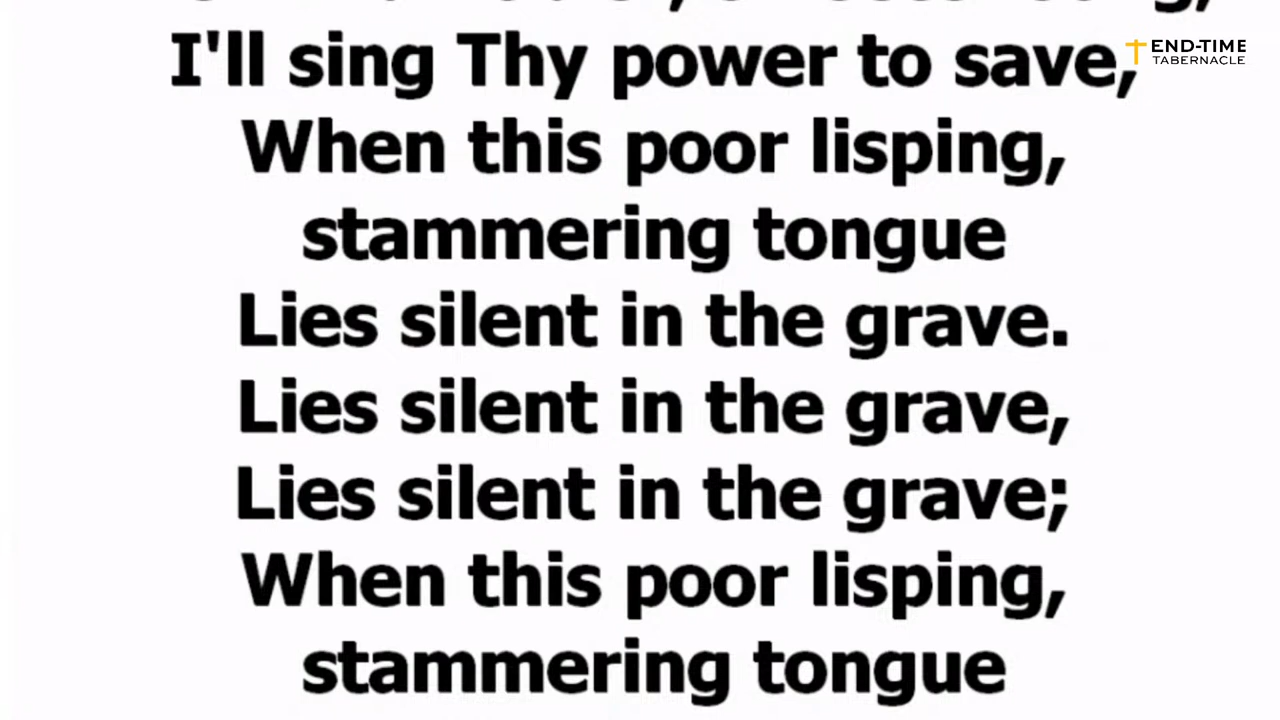 I'll sing Thy power to save,
END-TIME
TABERNACLE
When this poor lisping,
stammering tongue
Lies silent in the grave.
Lies silent in the grave,
Lies silent in the grave;
When this poor lisping,
stammering tongue